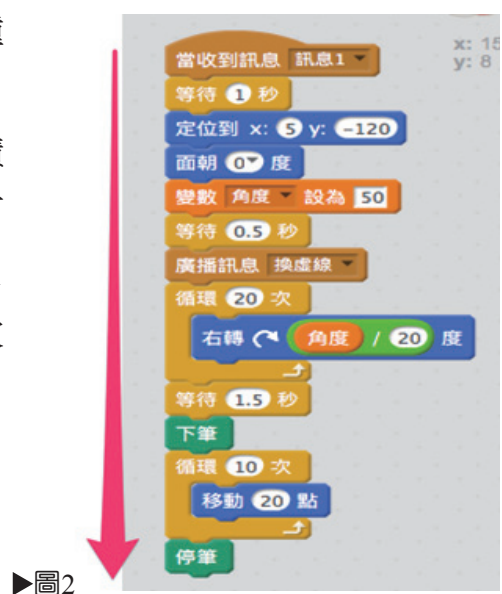 當收到訊息 訊息1
等待 1 秒
定位到 x: 5 y: -120
面朝 0 度
變數 角度 設為 50
等待 0.5 秒
廣播訊息 換虛線
循環 20 次
右轉 角度 / 20 度
等待 1.5 秒
下筆
循環 10 次
移動 20 點
停筆
x: 15
y: 8
▶圖2